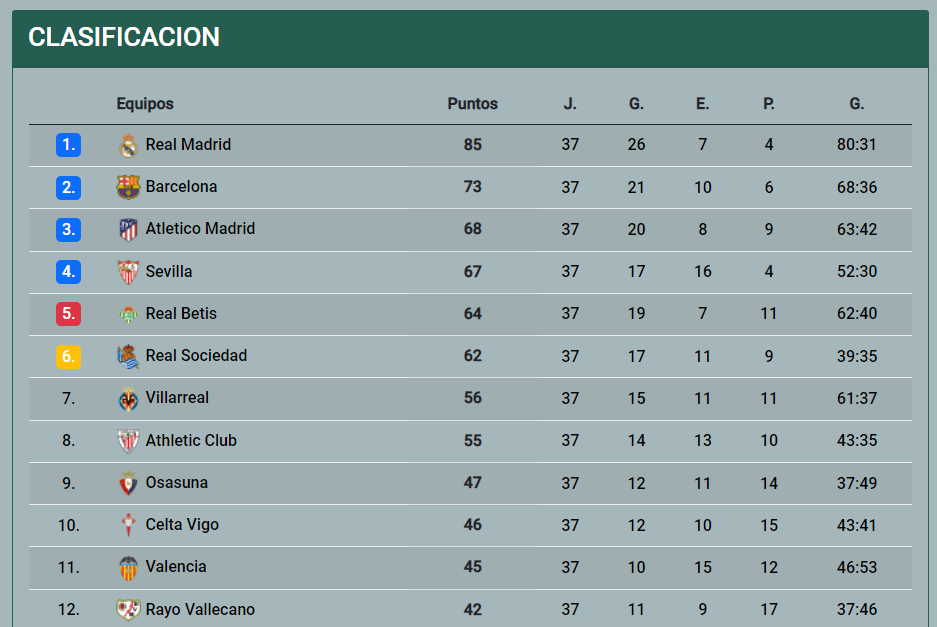 CLASIFICACION
Equipos Puntos J. G. E. P. G.
1. Real Madrid 85 37 26 7 4 80:31
2. Barcelona 73 37 21 10 6 68:36
3. Atletico Madrid 68 37 20 8 9 63:42
4. Sevilla 67 37 17 16 4 52:30
5. Real Betis 64 37 19 7 11 62:40
6. Real Sociedad 62 37 17 11 9 39:35
7. Villarreal 56 37 15 11 11 61:37
8. Athletic Club 55 37 14 13 10 43:35
9. Osasuna 47 37 12 11 14 37:49
10. Celta Vigo 46 37 12 10 15 43:41
11. Valencia 45 37 10 15 12 46:53
12. Rayo Vallecano 42 37 11 9 17 37:46